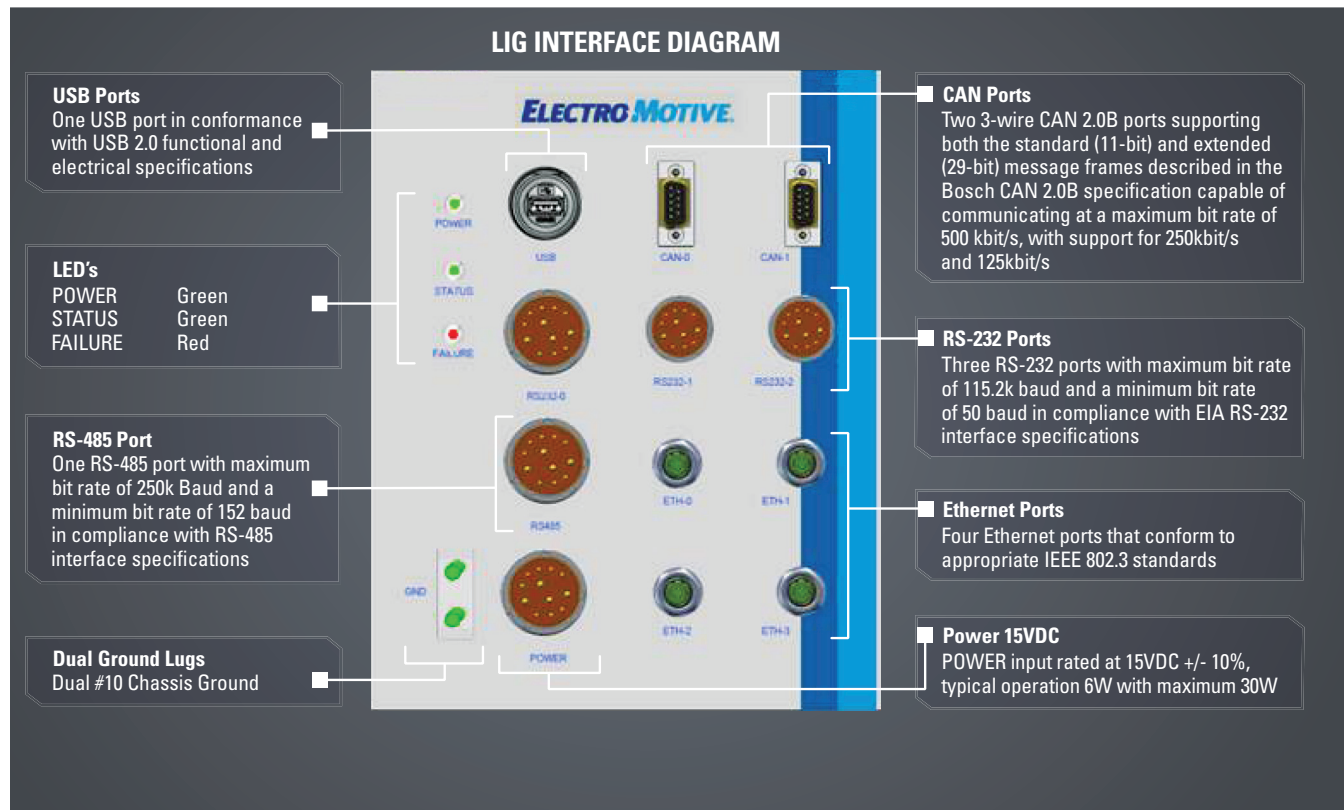 LIG INTERFACE DIAGRAM
USB Ports
One USB port in conformance
with USB 2.0 functional and
electrical specifications
LED's
POWER Green
STATUS Green
FAILURE Red
RS-485 Port
One RS-485 port with maximum
bit rate of 250k Baud and a
minimum bit rate of 152 baud
in compliance with RS-485
interface specifications
Dual Ground Lugs
Dual #10 Chassis Ground
ELECTRO MOTIVE.
POWER
STATUS
FAILURE
USB
CAN-0
CAN-1
RS232-0
RS232-1
RS232-2
RS485
ETH-0
ETH-1
GND
POWER
ETH-2
ETH-3
CAN Ports
Two 3-wire CAN 2.0B ports supporting
both the standard (11-bit) and extended
(29-bit) message frames described in the
Bosch CAN 2.0B specification capable of
communicating at a maximum bit rate of
500 kbit/s, with support for 250kbit/s
and 125kbit/s
RS-232 Ports
Three RS-232 ports with maximum bit rate
of 115.2k baud and a minimum bit rate
of 50 baud in compliance with EIA RS-232
interface specifications
Ethernet Ports
Four Ethernet ports that conform to
appropriate IEEE 802.3 standards
Power 15VDC
POWER input rated at 15VDC +/- 10%,
typical operation 6W with maximum 30W